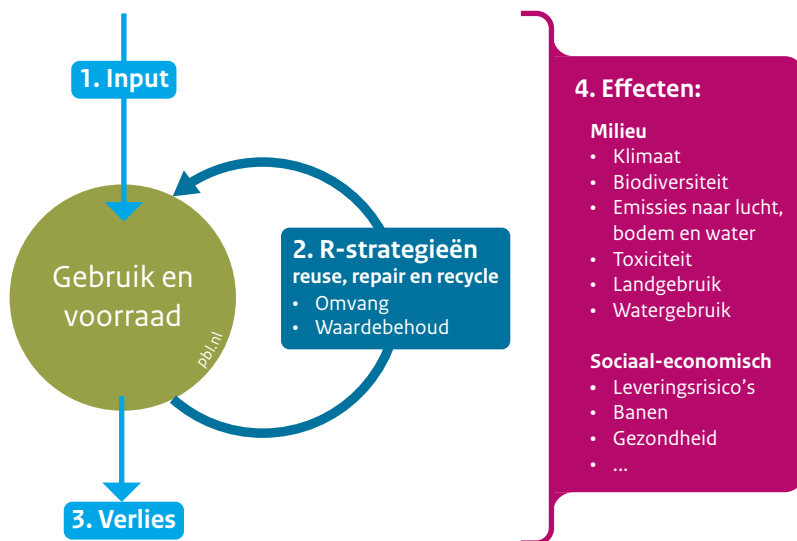 1. Input
Gebruik en
voorraad
pbl.nl
2. R-strategieën
reuse, repair en recycle
• Omvang
• Waardebehoud
3. Verlies
4. Effecten:
Milieu
• Klimaat
• Biodiversiteit
• Emissies naar lucht,
bodem en water
• Toxiciteit
• Landgebruik
• Watergebruik
Sociaal-economisch
• Leveringsrisico's
• Banen
• Gezondheid
• ...